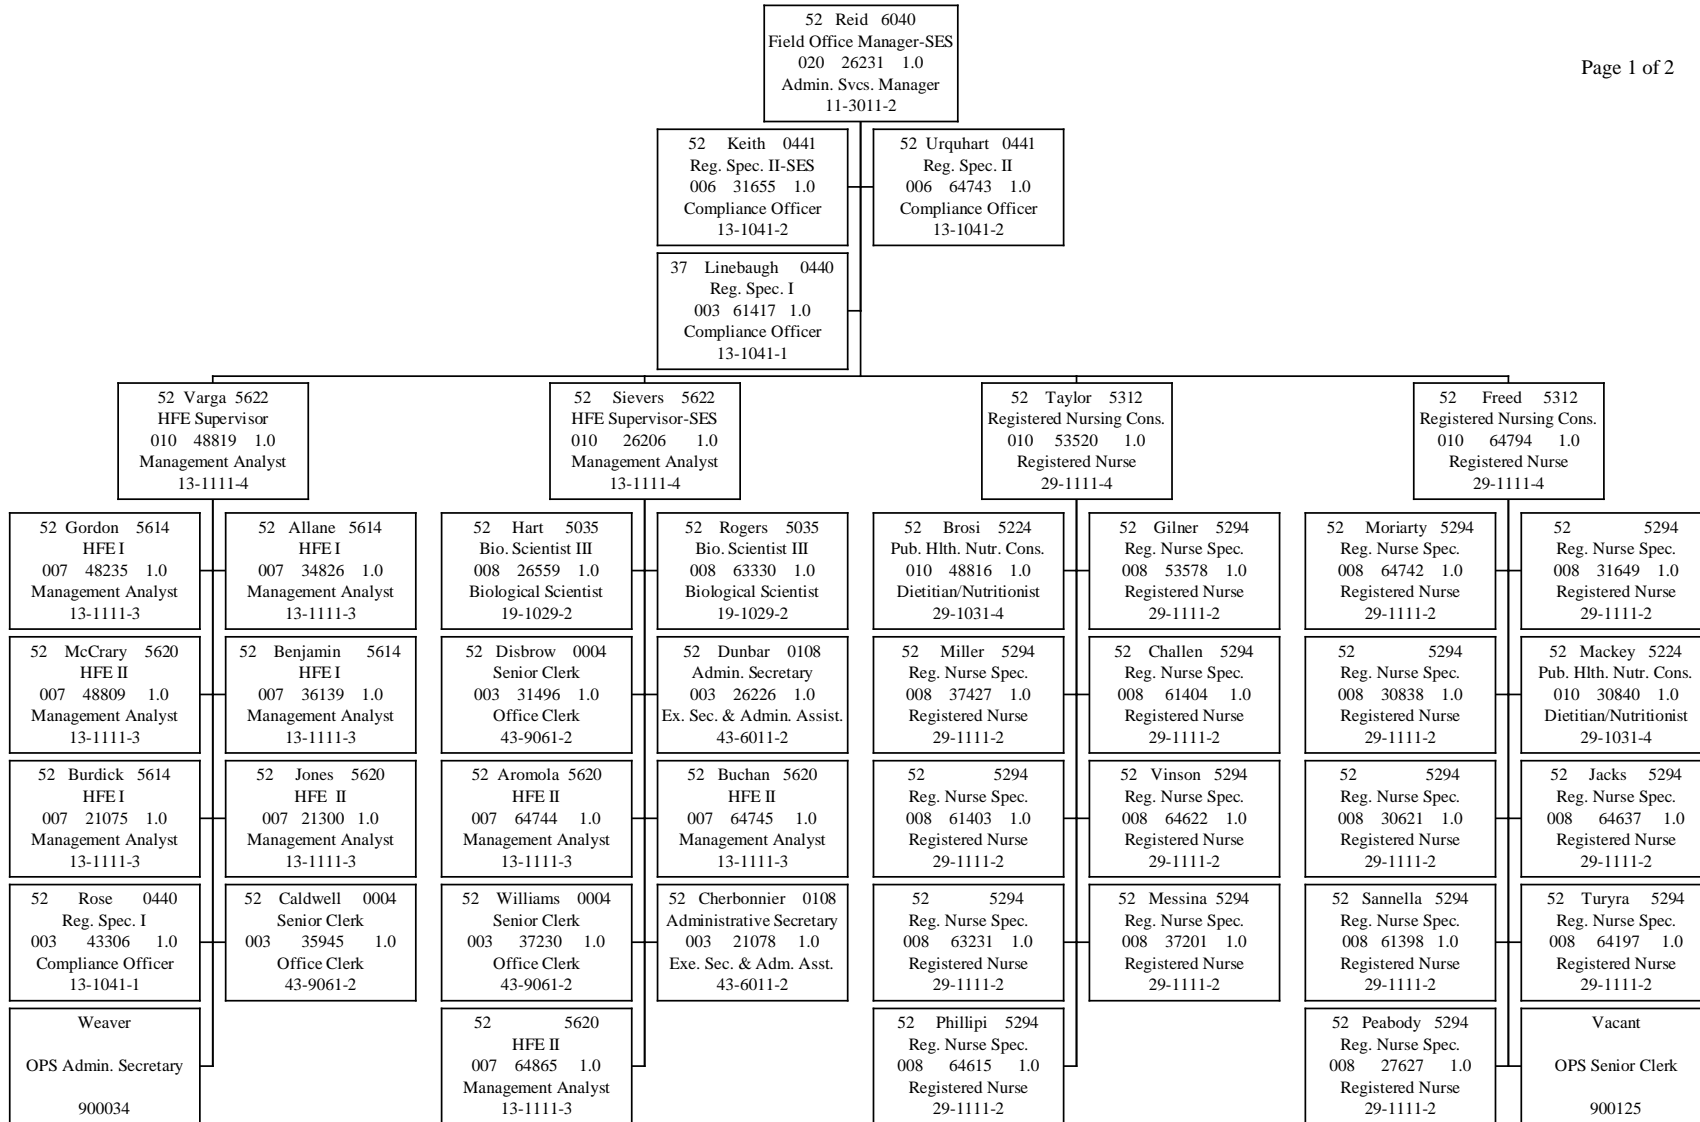 Page 1 of 2
52 Reid 6040
Field Office Manager-SES
020 26231 1.0
Admin. Svcs. Manager
11-3011-2
52 Keith 0441
Reg. Spec. II-SES
006 31655 1.0
Compliance Officer
13-1041-2
52 Urquhart 0441
Reg. Spec. II
006 64743 1.0
Compliance Officer
13-1041-2
37 Linebaugh 0440
Reg. Spec. I
003 61417 1.0
Compliance Officer
13-1041-1
52 Varga 5622
HFE Supervisor
010 48819 1.0
Management Analyst
13-1111-4
52 Sievers 5622
HFE Supervisor-SES
010 26206 1.0
Management Analyst
13-1111-4
52 Taylor 5312
Registered Nursing Cons.
010 53520 1.0
Registered Nurse
29-1111-4
52 Freed 5312
Registered Nursing Cons.
010 64794 1.0
Registered Nurse
29-1111-4
52 Gordon 5614
HFE I
007 48235 1.0
Management Analyst
13-1111-3
52 Allane 5614
HFE I
007 34826 1.0
Management Analyst
13-1111-3
52 Hart 5035
Bio. Scientist III
008 26559 1.0
Biological Scientist
19-1029-2
52 Rogers 5035
Bio. Scientist III
008 63330 1.0
Biological Scientist
19-1029-2
52 Brosi 5224
Pub. Hlth. Nutr. Cons.
010 48816 1.0
Dietitian/Nutritionist
29-1031-4
52 Gilner 5294
Reg. Nurse Spec.
008 53578 1.0
Registered Nurse
29-1111-2
52 Moriarty 5294
Reg. Nurse Spec.
008 64742 1.0
Registered Nurse
29-1111-2
52 5294
Reg. Nurse Spec.
008 31649 1.0
Registered Nurse
29-1111-2
52 McCrary 5620
HFE II
007 48809 1.0
Management Analyst
13-1111-3
52 Benjamin 5614
HFE I
007 36139 1.0
Management Analyst
13-1111-3
52 Disbrow 0004
Senior Clerk
003 31496 1.0
Office Clerk
43-9061-2
52 Dunbar 0108
Admin. Secretary
003 26226 1.0
Ex. Sec. & Admin. Assist.
43-6011-2
52 Miller 5294
Reg. Nurse Spec.
008 37427 1.0
Registered Nurse
29-1111-2
52 Challen 5294
Reg. Nurse Spec.
008 61404 1.0
Registered Nurse
29-1111-2
52 5294
Reg. Nurse Spec.
008 30838 1.0
Registered Nurse
29-1111-2
52 Mackey 5224
Pub. Hlth. Nutr. Cons.
010 30840 1.0
Dietitian/Nutritionist
29-1031-4
52 Burdick 5614
HFE I
007 21075 1.0
Management Analyst
13-1111-3
52 Jones 5620
HFE II
007 21300 1.0
Management Analyst
13-1111-3
52 Aromola 5620
HFE II
007 64744 1.0
Management Analyst
13-1111-3
52 Buchan 5620
HFE II
007 64745 1.0
Management Analyst
13-1111-3
52 5294
Reg. Nurse Spec.
008 61403 1.0
Registered Nurse
29-1111-2
52 Vinson 5294
Reg. Nurse Spec.
008 64622 1.0
Registered Nurse
29-1111-2
52 5294
Reg. Nurse Spec.
008 30621 1.0
Registered Nurse
29-1111-2
52 Jacks 5294
Reg. Nurse Spec.
008 64637 1.0
Registered Nurse
29-1111-2
52 Rose 0440
Reg. Spec. I
003 43306 1.0
Compliance Officer
13-1041-1
52 Caldwell 0004
Senior Clerk
003 35945 1.0
Office Clerk
43-9061-2
52 Williams 0004
Senior Clerk
003 37230 1.0
Office Clerk
43-9061-2
52 Cherbonnier 0108
Administrative Secretary
003 21078 1.0
Exe. Sec. & Adm. Asst.
43-6011-2
52 5294
Reg. Nurse Spec.
008 63231 1.0
Registered Nurse
29-1111-2
52 Messina 5294
Reg. Nurse Spec.
008 37201 1.0
Registered Nurse
29-1111-2
52 Sannella 5294
Reg. Nurse Spec.
008 61398 1.0
Registered Nurse
29-1111-2
52 Turyra 5294
Reg. Nurse Spec.
008 64197 1.0
Registered Nurse
29-1111-2
Weaver
OPS Admin. Secretary
900034
52 5620
HFE II
007 64865 1.0
Management Analyst
13-1111-3
52 Phillipi 5294
Reg. Nurse Spec.
008 64615 1.0
Registered Nurse
29-1111-2
52 Peabody 5294
Reg. Nurse Spec.
008 27627 1.0
Registered Nurse
29-1111-2
Vacant
OPS Senior Clerk
900125